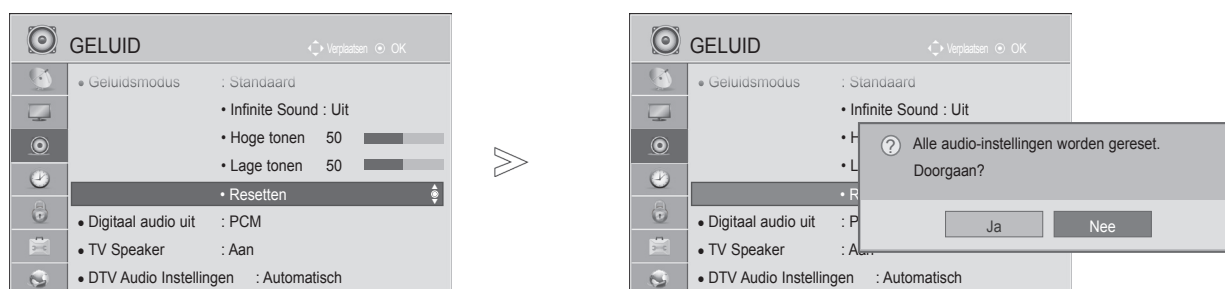 GELUID
Verplaatsen OK
• Geluidsmodus : Standaard
• Infinite Sound : Uit
• Hoge tonen 50
• Lage tonen 50
• Resetten
• Digitaal audio uit : PCM
• TV Speaker : Aan
• DTV Audio Instellingen : Automatisch
GELUID
Verplaatsen OK
• Geluidsmodus : Standaard
• Infinite Sound : Uit
• H
• L
• R
• Digitaal audio uit : P
• TV Speaker : Aan
• DTV Audio Instellingen : Automatisch
? Alle audio-instellingen worden gereset.
Doorgaan?
Ja Nee